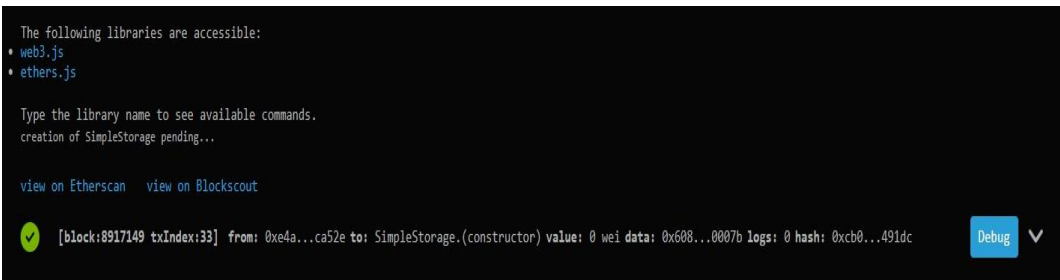 The following libraries are accessible:
• web3.js
• ethers.js
Type the library name to see available commands.
creation of SimpleStorage pending...
view on Etherscan view on Blockscout
[block:8917149 txIndex:33] from: 0xe4a...ca52e to: SimpleStorage.(constructor) value: 0 wei data: 0x608...0007b logs: 0 hash: 0xcb0...491dc Debug